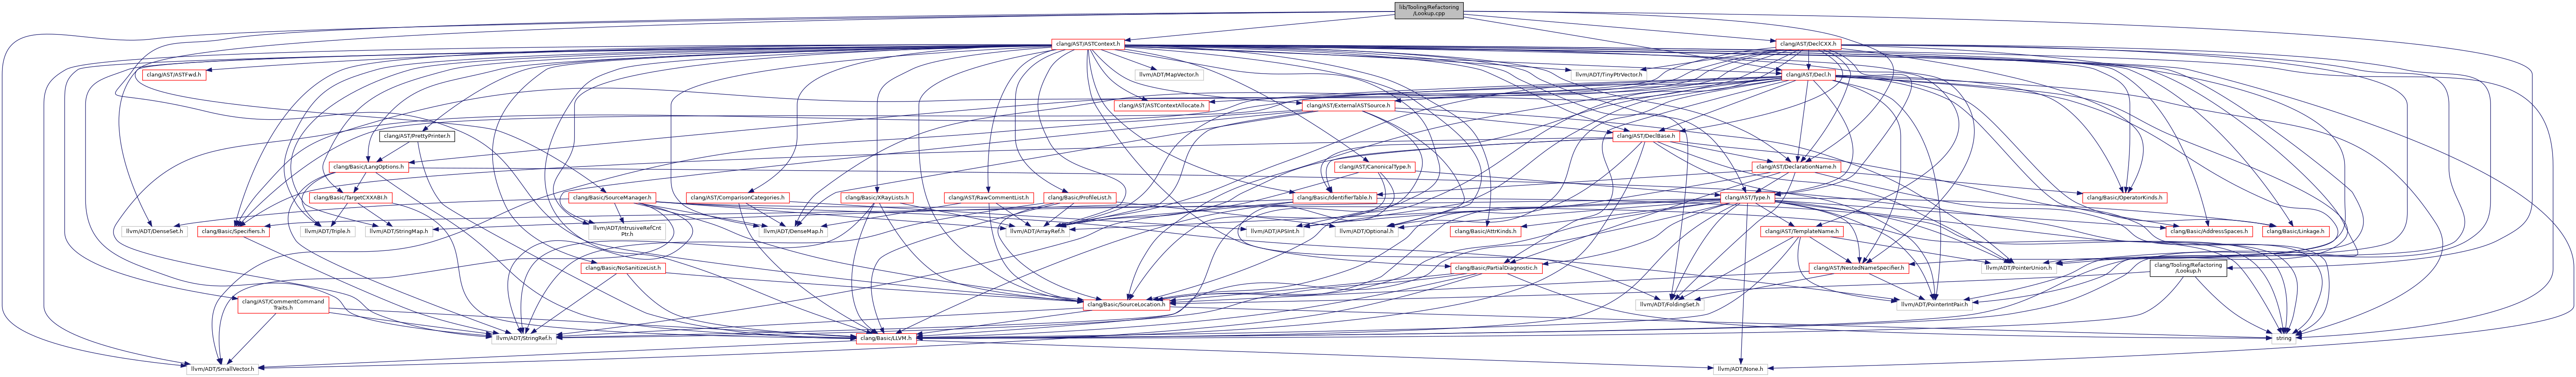 lib/Tooling/Refactoring
/Lookup.cpp
clang/AST/ASTContext.h
clang/AST/DeclCXX.h
clang/AST/ASTFwd.h
llvm/ADT/MapVector.h
llvm/ADT/TinyPtrVector.h
clang/AST/Decl.h
clang/AST/ASTContextAllocate.h
clang/AST/ExternalASTSource.h
clang/AST/PrettyPrinter.h
clang/AST/DeclBase.h
clang/Basic/LangOptions.h
clang/AST/CanonicalType.h
clang/AST/DeclarationName.h
clang/Basic/TargetCXXABI.h
clang/Basic/SourceManager.h
clang/AST/ComparisonCategories.h
clang/Basic/XRayLists.h
clang/AST/RawCommentList.h
clang/Basic/ProfileList.h
clang/Basic/IdentifierTable.h
clang/AST/Type.h
clang/Basic/OperatorKinds.h
llvm/ADT/DenseSet.h
clang/Basic/Specifiers.h
llvm/ADT/Triple.h
llvm/ADT/StringMap.h
llvm/ADT/IntrusiveRefCnt
Ptr.h
llvm/ADT/DenseMap.h
llvm/ADT/ArrayRef.h
llvm/ADT/APSInt.h
llvm/ADT/Optional.h
clang/Basic/AttrKinds.h
clang/AST/TemplateName.h
clang/Basic/AddressSpaces.h
clang/Basic/Linkage.h
clang/Basic/NoSanitizeList.h
clang/Basic/PartialDiagnostic.h
clang/AST/NestedNameSpecifier.h
llvm/ADT/PointerUnion.h
clang/Tooling/Refactoring
/Lookup.h
clang/AST/CommentCommand
Traits.h
clang/Basic/SourceLocation.h
llvm/ADT/FoldingSet.h
llvm/ADT/PointerIntPair.h
llvm/ADT/StringRef.h
clang/Basic/LLVM.h
string
llvm/ADT/SmallVector.h
llvm/ADT/None.h